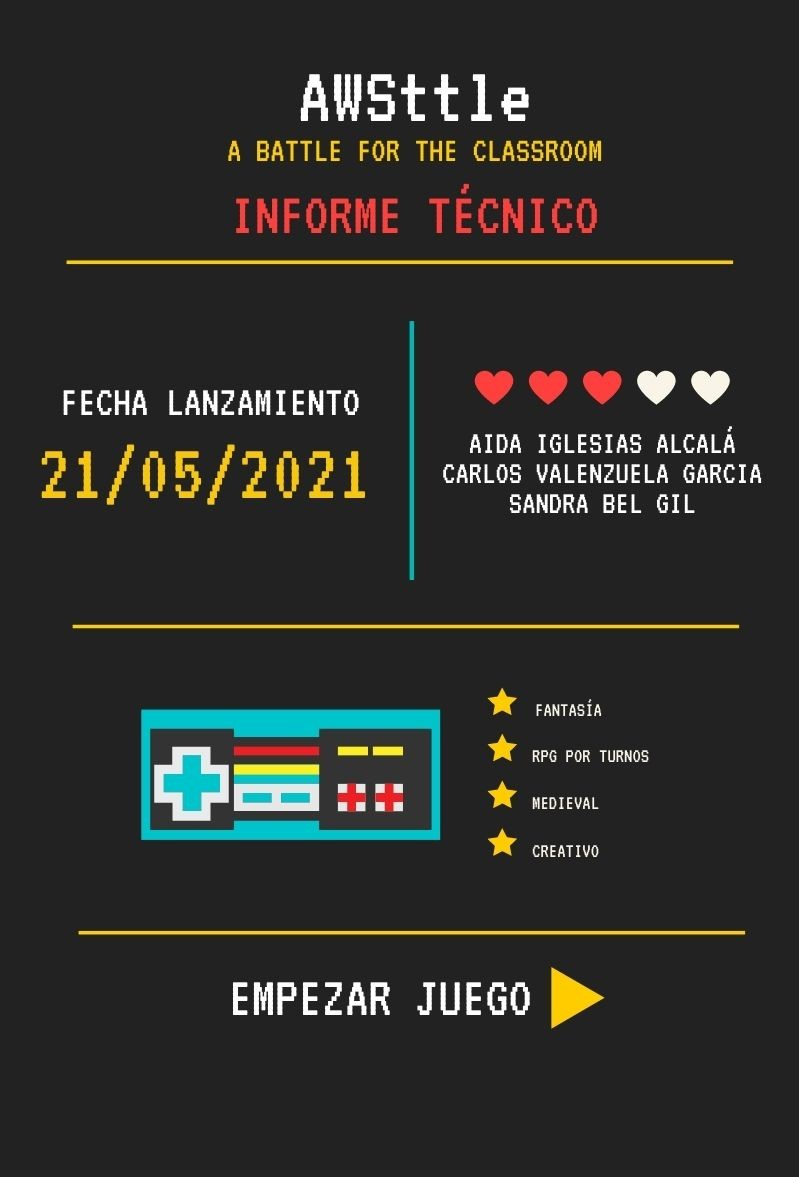 AWSttle
A BATTLE FOR THE CLASSROOM
INFORME TÉCNICO
FECHA LANZAMIENTO
21/05/2021
AIDA IGLESIAS ALCALÁ
CARLOS VALENZUELA GARCIA
SANDRA BEL GIL
FANTASÍA
RPG POR TURNOS
MEDIEVAL
CREATIVO
EMPEZAR JUEGO